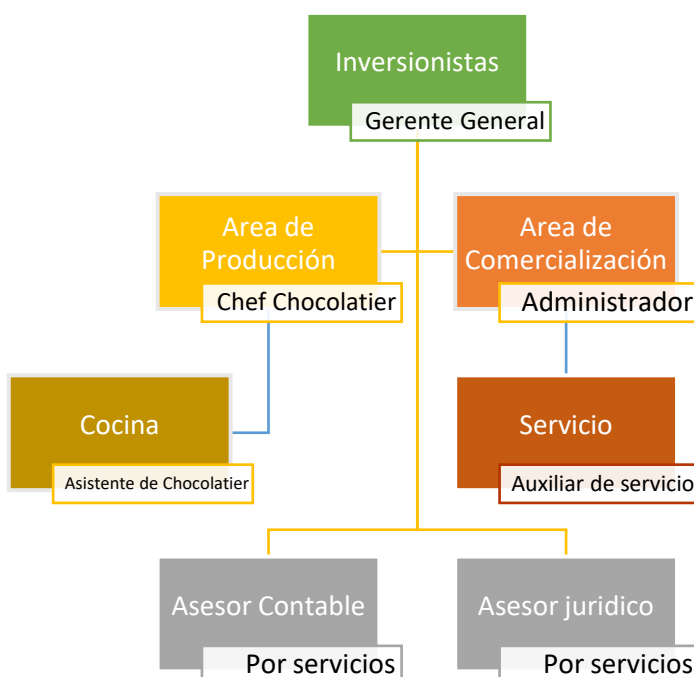 Inversionistas
Gerente General
Area de
Producción
Chef Chocolatier
Area de
Comercialización
Administrador
Cocina
Asistente de Chocolatier
Servicio
Auxiliar de servicio
Asesor Contable
Por servicios
Asesor juridico
Por servicios